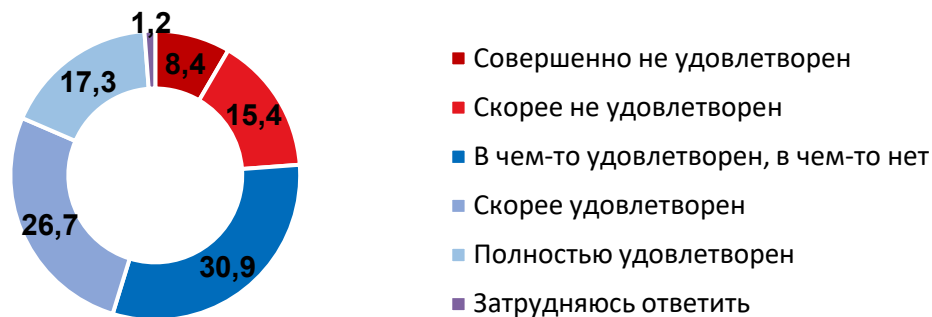 1,2
8,4
17,3
15,4
26,7
30,9
Совершенно не удовлетворен
Скорее не удовлетворен
В чем-то удовлетворен, в чем-то нет
Скорее удовлетворен
Полностью удовлетворен
Затрудняюсь ответить